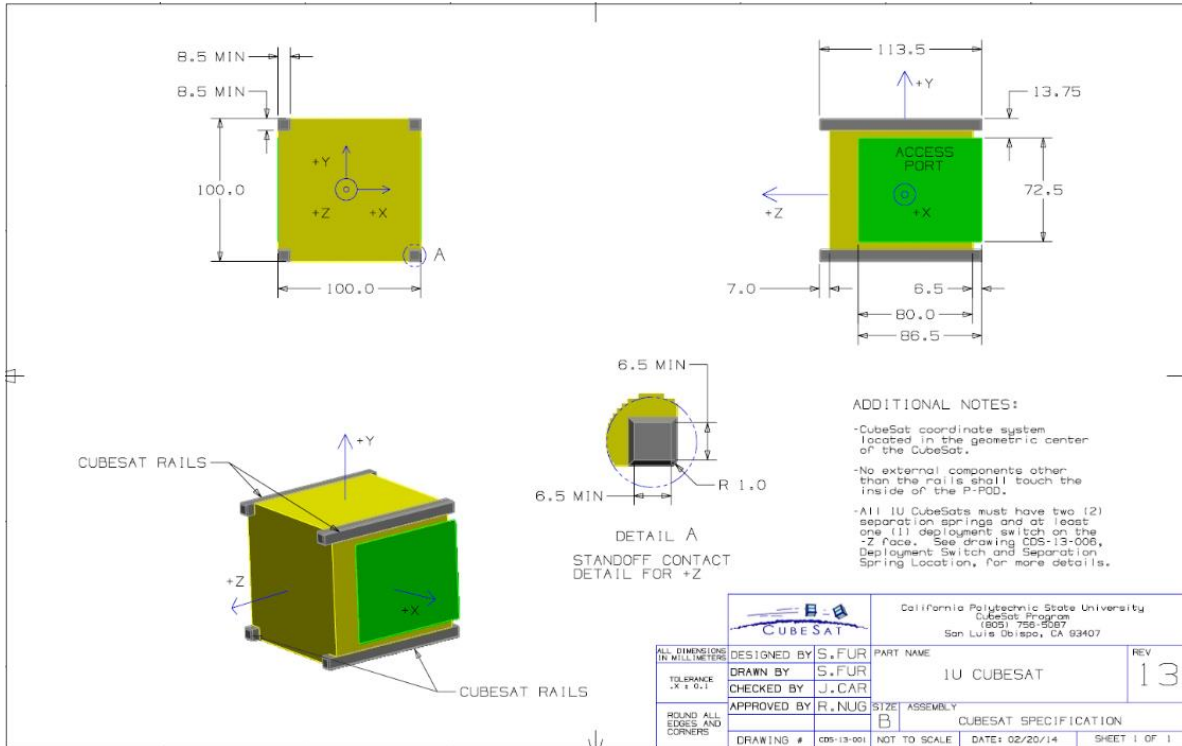 8.5 MIN
8.5 MIN
100.0
+Y
+Z
+X
A
100.0
113.5
+Y
13.75
ACCESS
PORT
72.5
+Z
+X
7.0
6.5
80.0
86.5
CUBESAT RAILS
+Y
+Z
+X
CUBESAT RAILS
6.5 MIN
6.5 MIN
R 1.0
DETAIL A
STANDOFF CONTACT
DETAIL FOR +Z
ADDITIONAL NOTES:
-CubeSat coordinate system
located in the geometric center
of the CubeSat.
-No external components other
than the rails shall touch the
inside of the P-POD.
-All 1U CubeSats must have two (2)
separation springs and at least
one (1) deployment switch on the
-Z face. See drawing CDS-13-006,
Deployment Switch and Separation
Spring Location, for more details.
CUBESAT
California Polytechnic State University
CubeSat Program
(805) 756-5087
San Luis Obispo, CA 93407
ALL DIMENSIONS
IN MILLIMETERS
TOLERANCE
.X ± 0.1
ROUND ALL
EDGES AND
CORNERS
DESIGNED BY S.FUR
DRAWN BY S.FUR
CHECKED BY J.CAR
APPROVED BY R.NUG
DRAWING # CDS-13-001
PART NAME
1U CUBESAT
REV
13
SIZE
B
ASSEMBLY
CUBESAT SPECIFICATION
NOT TO SCALE
DATE: 02/20/14
SHEET 1 OF 1